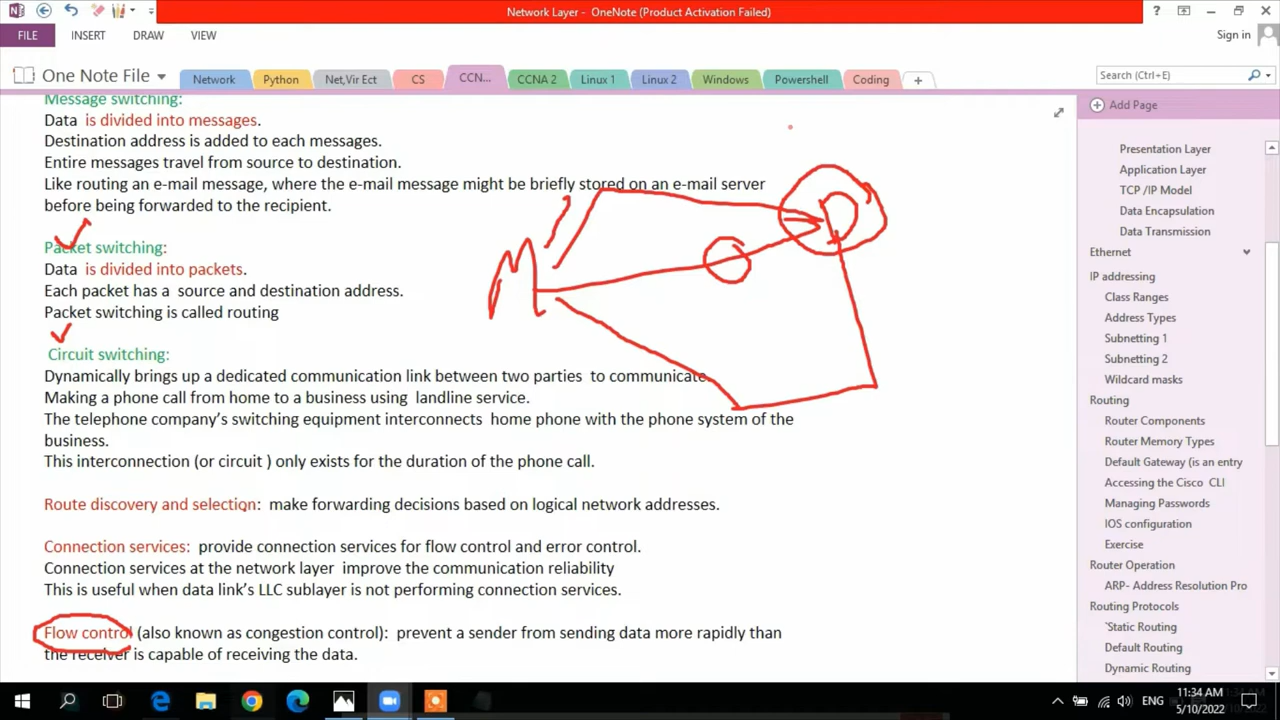 Network Layer - OneNote (Product Activation Failed)
FILE INSERT DRAW VIEW
Sign in
One Note File
Network Python Net,Vir Ect CS CCN... CCNA 2 Linux 1 Linux 2 Windows Powershell Coding
Search (Ctrl+E)
Message switching:
Data is divided into messages.
Destination address is added to each messages.
Entire messages travel from source to destination.
Like routing an e-mail message, where the e-mail message might be briefly stored on an e-mail server
before being forwarded to the recipient.
Packet switching:
Data is divided into packets.
Each packet has a source and destination address.
Packet switching is called routing
Circuit switching:
Dynamically brings up a dedicated communication link between two parties to communicate.
Making a phone call from home to a business using landline service.
The telephone company's switching equipment interconnects home phone with the phone system of the
business.
This interconnection (or circuit ) only exists for the duration of the phone call.
Route discovery and selection: make forwarding decisions based on logical network addresses.
Connection services: provide connection services for flow control and error control.
Connection services at the network layer improve the communication reliability
This is useful when data link's LLC sublayer is not performing connection services.
Flow control (also known as congestion control): prevent a sender from sending data more rapidly than
the receiver is capable of receiving the data.
M
Add Page
Presentation Layer
Application Layer
TCP /IP Model
Data Encapsulation
Data Transmission
Ethernet
IP addressing
Class Ranges
Address Types
Subnetting 1
Subnetting 2
Wildcard masks
Routing
Router Components
Router Memory Types
Default Gateway (is an entry
Accessing the Cisco CLI
Managing Passwords
IOS configuration
Exercise
Router Operation
ARP- Address Resolution Pro
Routing Protocols
`Static Routing
Default Routing
Dynamic Routing
ENG
11:34 AM
5/10/2022